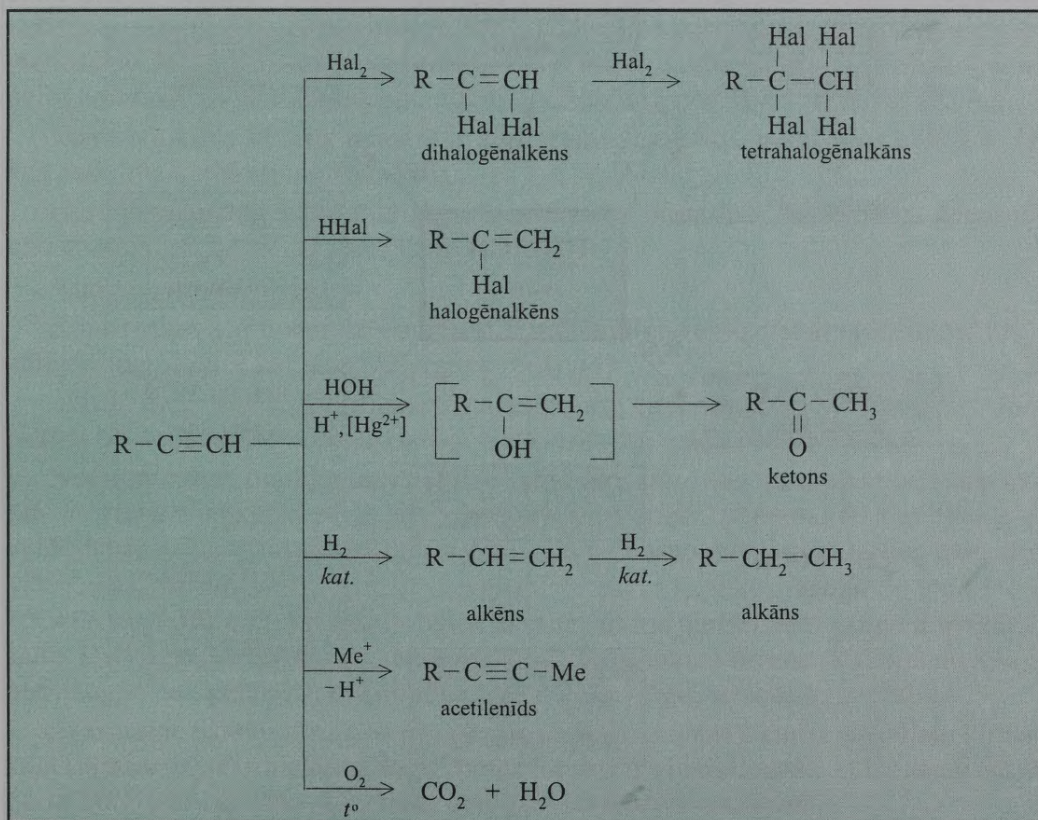 Hal Hal
Hal₂ R–C=CH Hal₂ R–C–CH
Hal Hal Hal Hal
dihalogēnalkēns tetrahalogēnalkāns
HHal R–C=CH₂
Hal
halogēnalkēns
HOH [R–C=CH₂] R–C–CH₃
R–C≡CH H⁺,[Hg²⁺] OH O
ketons
H₂ R–CH=CH₂ H₂ R–CH₂–CH₃
kat. kat.
alkēns alkāns
Me⁺ R–C≡C–Me
–H⁺
acetilenīds
O₂ CO₂ + H₂O
t°